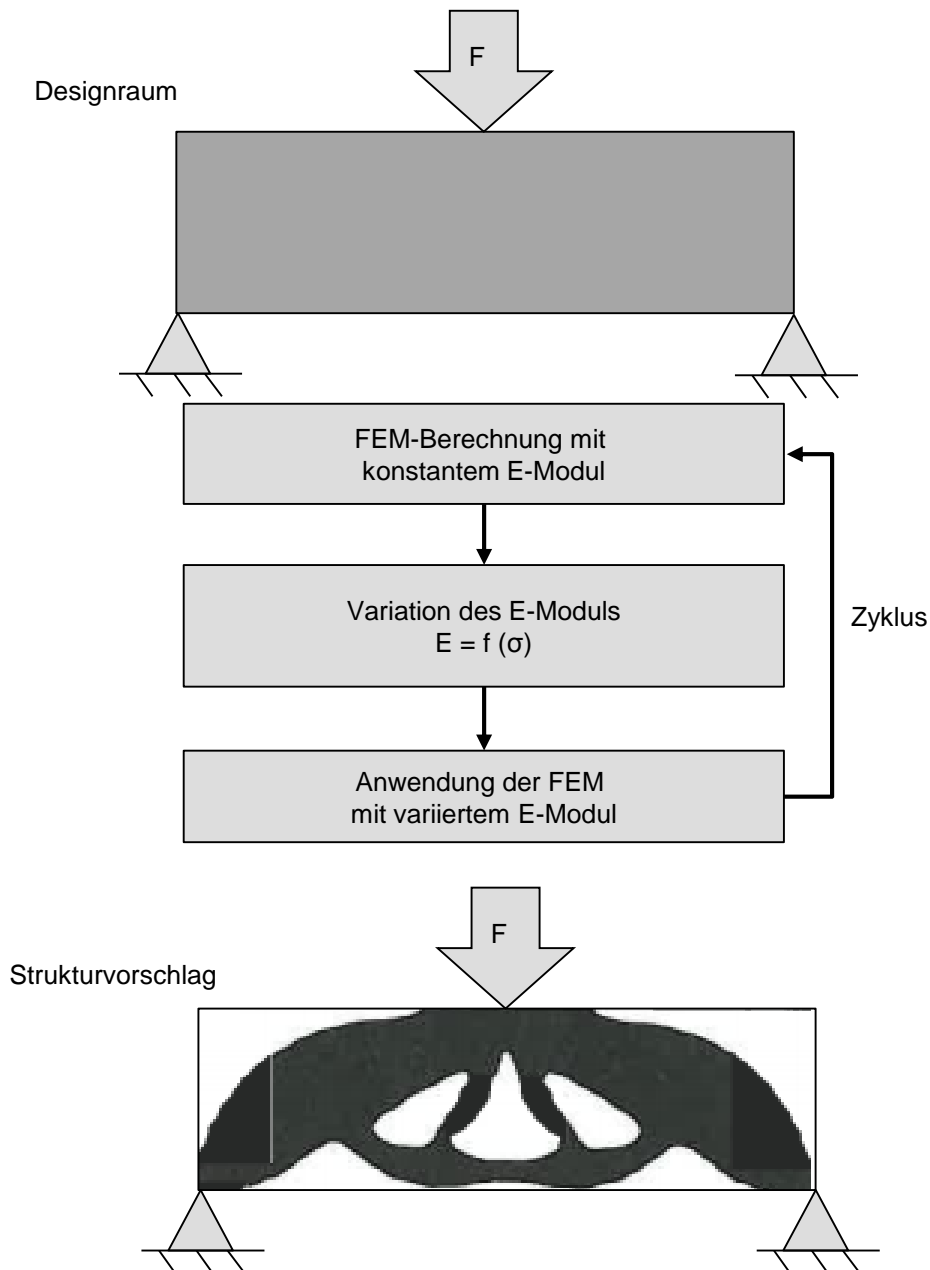 F
Designraum
FEM-Berechnung mit
konstantem E-Modul
Variation des E-Moduls
E = f (σ)
Zyklus
Anwendung der FEM
mit variiertem E-Modul
F
Strukturvorschlag